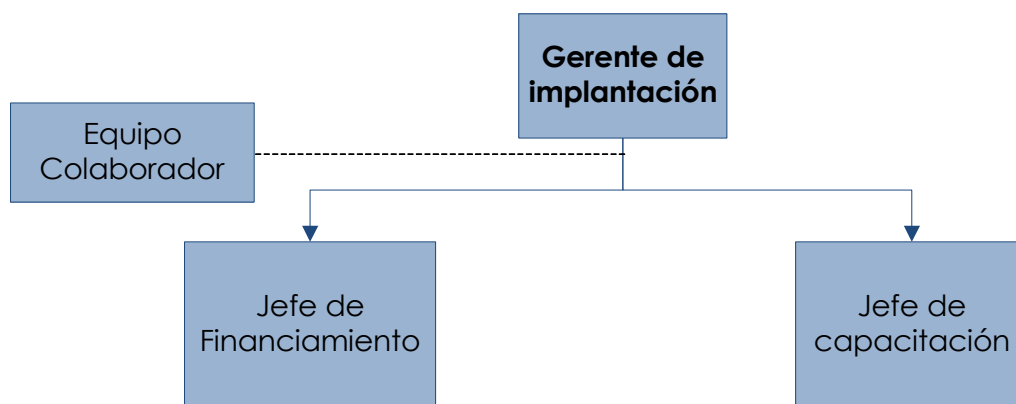 Gerente de
implantación
Equipo
Colaborador
Jefe de
Financiamiento
Jefe de
capacitación